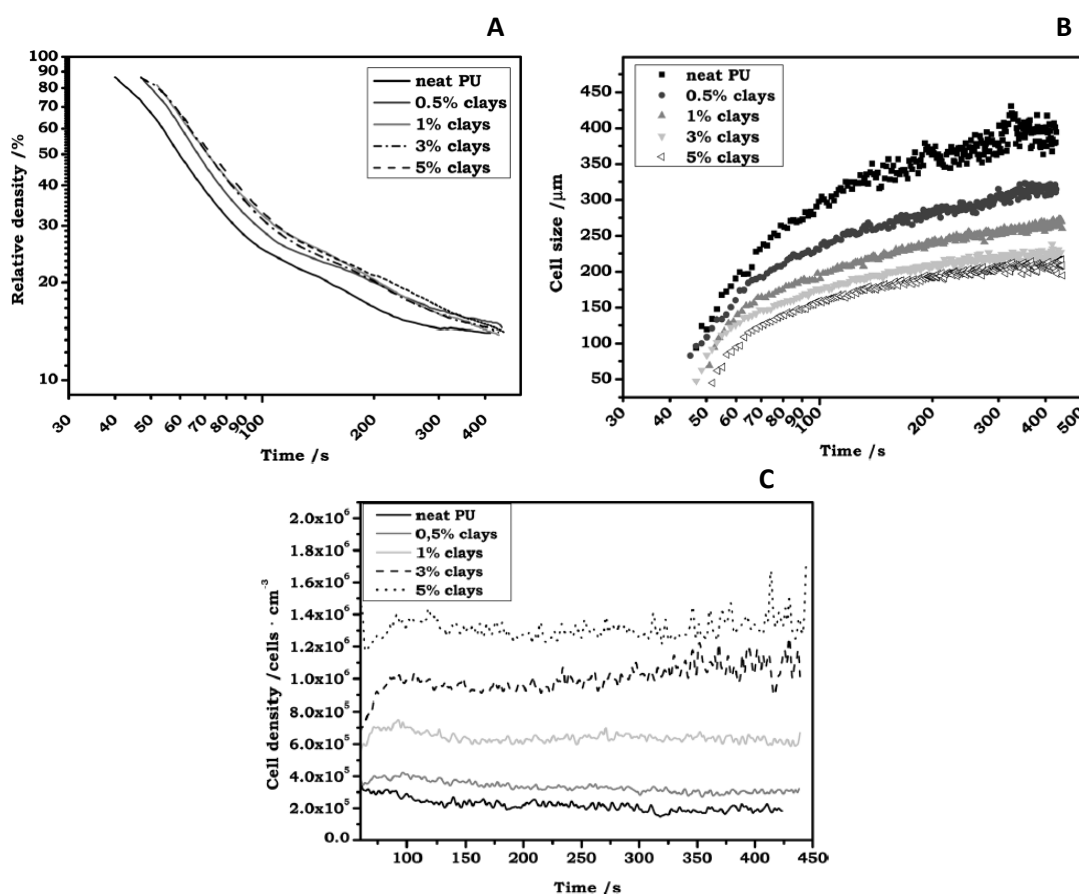 A
100
90
80
70
60
50
40
30
20
10
Relative density /%
neat PU
0.5% clays
1% clays
3% clays
5% clays
30
40
50
60
70
80
90
100
200
300
400
Time /s
B
450
400
350
300
250
200
150
100
50
Cell size /μm
neat PU
0.5% clays
1% clays
3% clays
5% clays
30
40
50
60
70
80
90
100
200
300
400
500
Time /s
C
2.0x10⁶
1.8x10⁶
1.6x10⁶
1.4x10⁶
1.2x10⁶
1.0x10⁶
8.0x10⁵
6.0x10⁵
4.0x10⁵
2.0x10⁵
0.0
Cell density /cells · cm⁻³
neat PU
0,5% clays
1% clays
3% clays
5% clays
100
150
200
250
300
350
400
450
Time /s